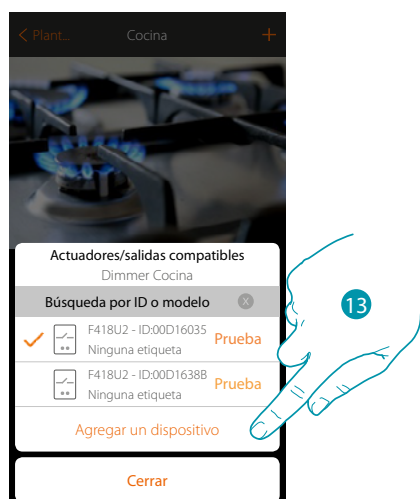 < Plant... Cocina +
Actuadores/salidas compatibles
Dimmer Cocina
Búsqueda por ID o modelo X
F418U2 - ID:00D16035 Prueba
Ninguna etiqueta
F418U2 - ID:00D1638B Prueba
Ninguna etiqueta
Agregar un dispositivo
Cerrar
13